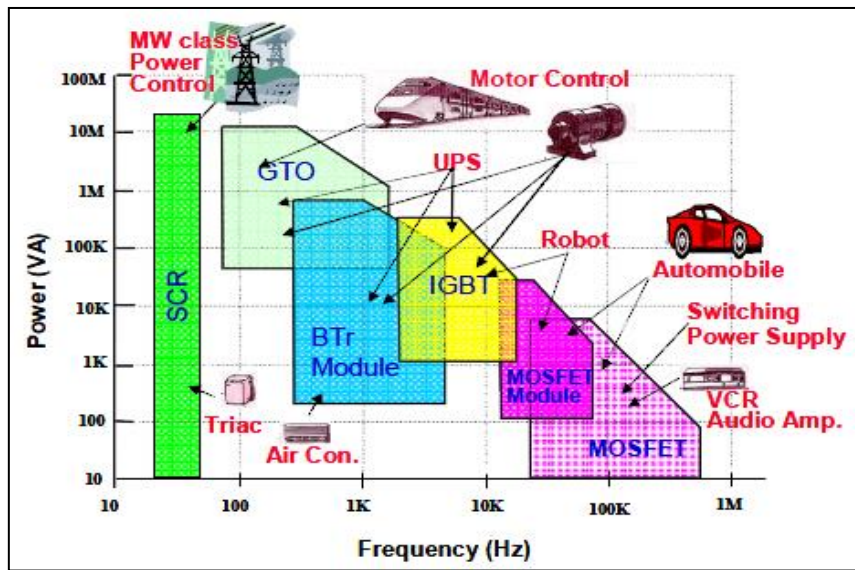 MW class
Power
Control
Motor Control
UPS
Robot
Automobile
Switching
Power Supply
VCR
Audio Amp.
Triac
Air Con.
SCR
GTO
BTr
Module
IGBT
MOSFET
Module
MOSFET
Power (VA)
100M
10M
1M
100K
10K
1K
100
10
10
100
1K
10K
100K
1M
Frequency (Hz)